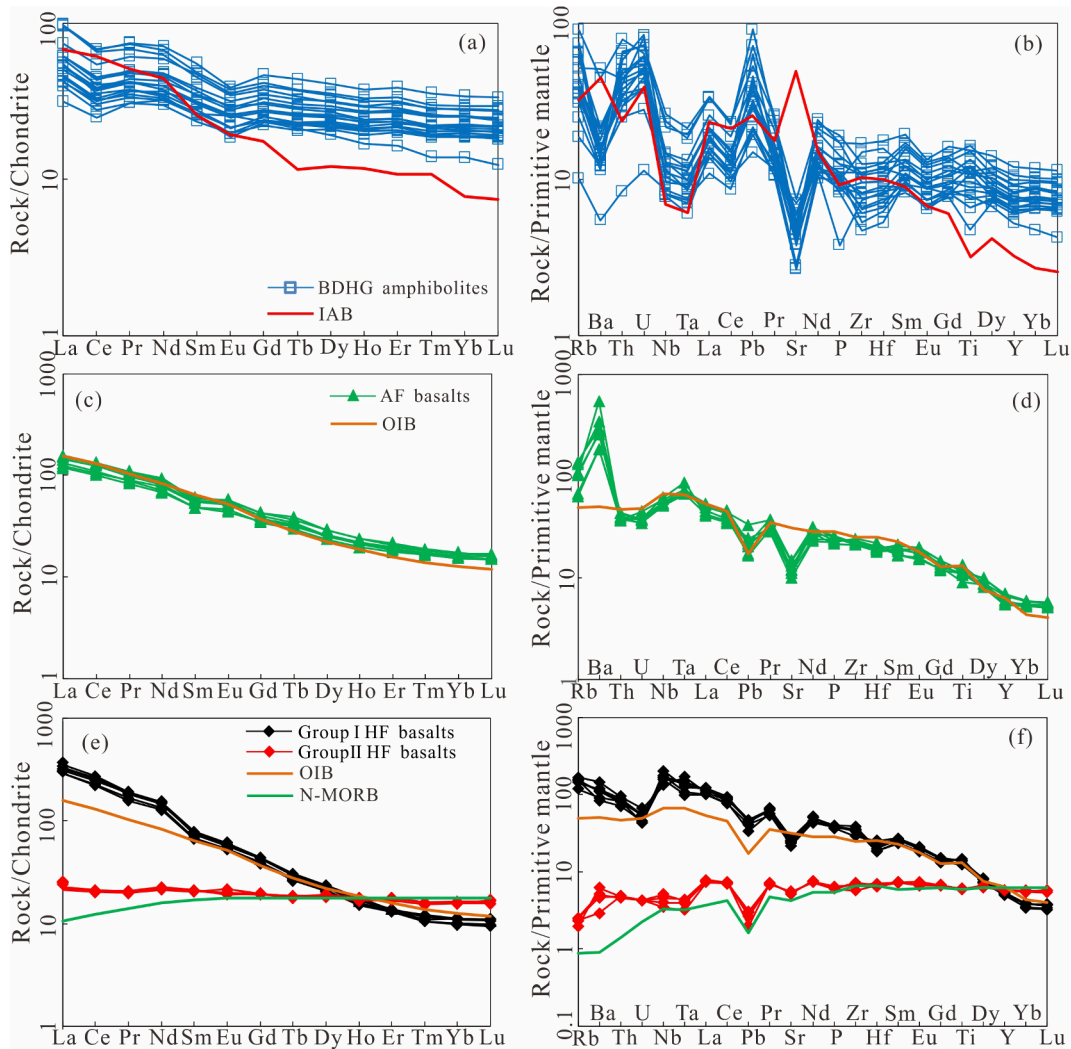 (a)
Rock/Chondrite
100
10
1
BDHG amphibolites
IAB
La Ce Pr Nd Sm Eu Gd Tb Dy Ho Er Tm Yb Lu
(b)
Rock/Primitive mantle
100
10
1
Ba U Ta Ce Pr Nd Zr Sm Gd Dy Yb
Rb Th Nb La Pb Sr P Hf Eu Ti Y Lu
(c)
Rock/Chondrite
1000
100
10
1
AF basalts
OIB
La Ce Pr Nd Sm Eu Gd Tb Dy Ho Er Tm Yb Lu
(d)
Rock/Primitive mantle
1000
100
10
1
Ba U Ta Ce Pr Nd Zr Sm Gd Dy Yb
Rb Th Nb La Pb Sr P Hf Eu Ti Y Lu
(e)
Rock/Chondrite
1000
100
10
1
Group I HF basalts
GroupII HF basalts
OIB
N-MORB
La Ce Pr Nd Sm Eu Gd Tb Dy Ho Er Tm Yb Lu
(f)
Rock/Primitive mantle
1000
100
10
1
0.1
Ba U Ta Ce Pr Nd Zr Sm Gd Dy Yb
Rb Th Nb La Pb Sr P Hf Eu Ti Y Lu